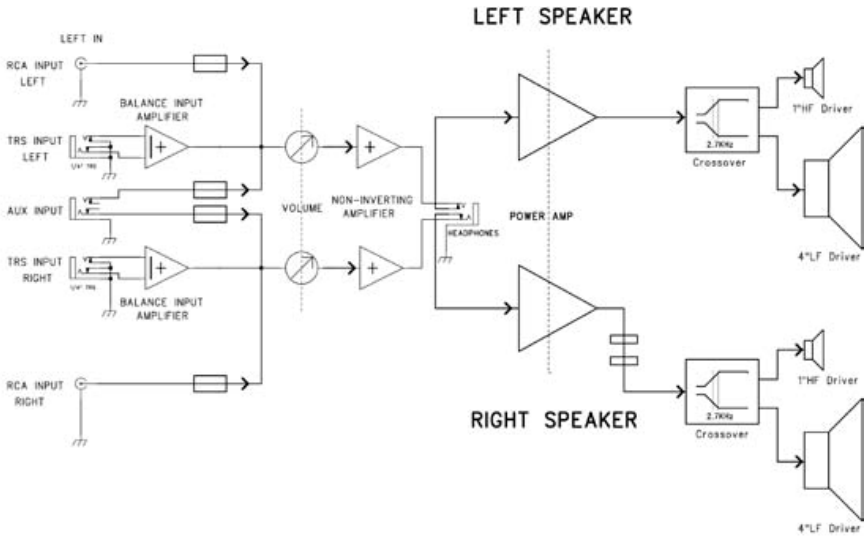 LEFT SPEAKER
LEFT IN
RCA INPUT
LEFT
BALANCE INPUT
AMPLIFIER
TRS INPUT
LEFT
1/4" TRS
AUX INPUT
VOLUME
NON-INVERTING
AMPLIFIER
HEADPHONES
POWER AMP
TRS INPUT
RIGHT
1/4" TRS
BALANCE INPUT
AMPLIFIER
RCA INPUT
RIGHT
2.7KHz
Crossover
1"HF Driver
4"LF Driver
RIGHT SPEAKER
2.7KHz
Crossover
1"HF Driver
4"LF Driver